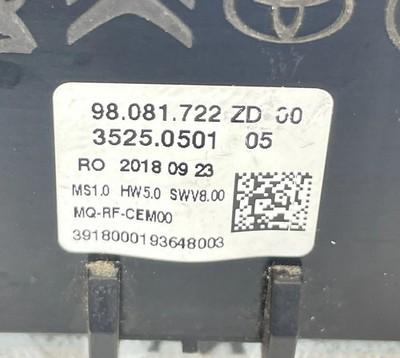 98.081.722 ZD 00
3525.0501 05
RO 2018 09 23
MS1.0 HW5.0 SWV8.00
MQ-RF-CEM00
3918000193648003